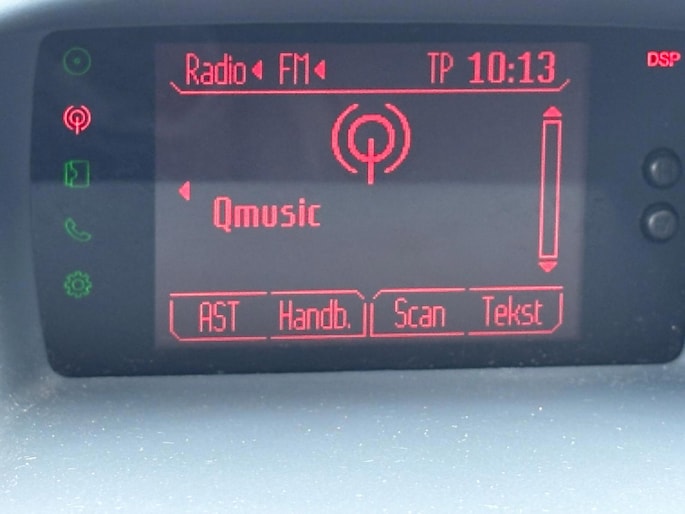 Radio FM TP 10:13 DSP
Qmusic
AST Handb. Scan Tekst